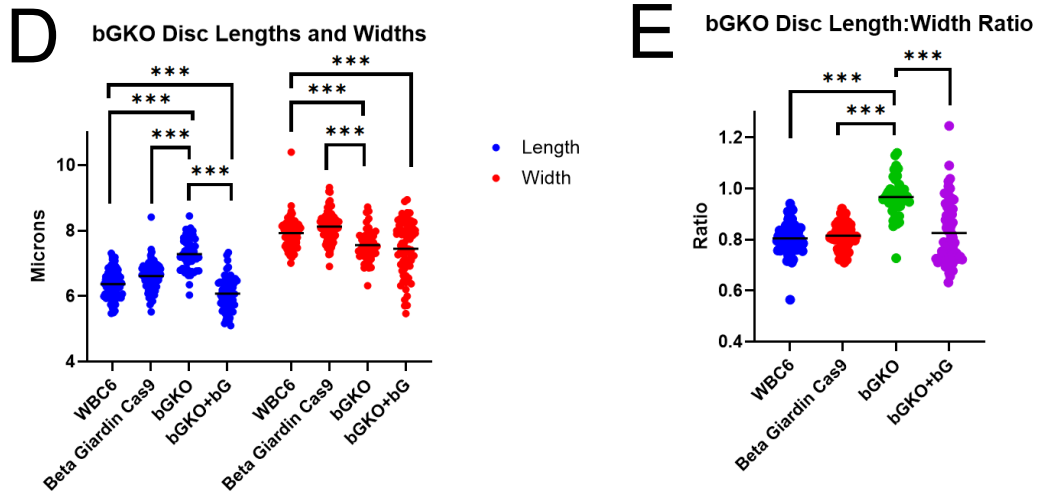 D
bGKO Disc Lengths and Widths
***
***
***
***
***
***
***
Microns
10
8
6
4
WBC6
Beta Giardin Cas9
bGKO
bGKO+bG
WBC6
Beta Giardin Cas9
bGKO
bGKO+bG
Length
Width
E
bGKO Disc Length:Width Ratio
***
***
***
Ratio
1.2
1.0
0.8
0.6
0.4
WBC6
Beta Giardin Cas9
bGKO
bGKO+bG